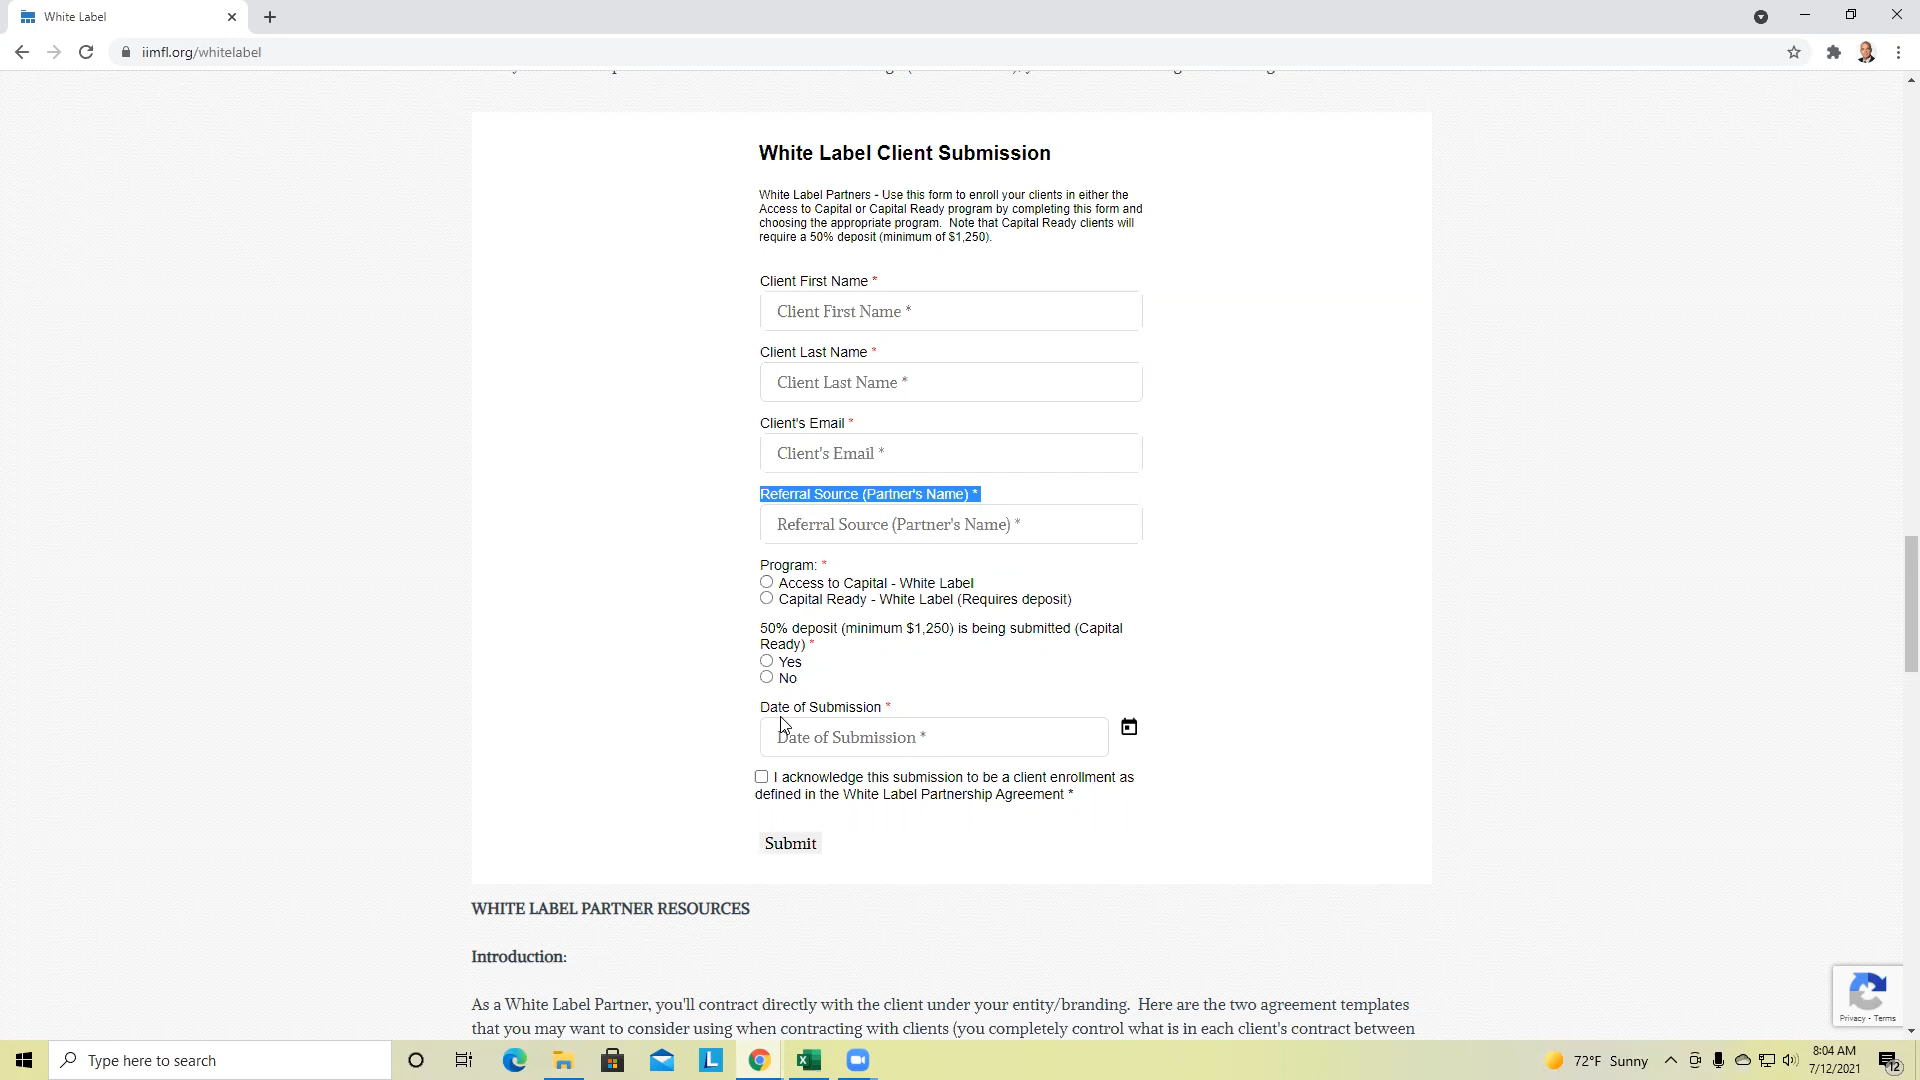 White Label
iimfl.org/whitelabel
White Label Client Submission
White Label Partners - Use this form to enroll your clients in either the
Access to Capital or Capital Ready program by completing this form and
choosing the appropriate program.  Note that Capital Ready clients will
require a 50% deposit (minimum of $1,250).
Client First Name *
Client First Name *
Client Last Name *
Client Last Name *
Client's Email *
Client's Email *
Referral Source (Partner's Name) *
Referral Source (Partner's Name) *
Program: *
Access to Capital - White Label
Capital Ready - White Label (Requires deposit)
50% deposit (minimum $1,250) is being submitted (Capital
Ready) *
Yes
No
Date of Submission *
Date of Submission *
I acknowledge this submission to be a client enrollment as
defined in the White Label Partnership Agreement *
Submit
WHITE LABEL PARTNER RESOURCES
Introduction:
As a White Label Partner, you'll contract directly with the client under your entity/branding.  Here are the two agreement templates
that you may want to consider using when contracting with clients (you completely control what is in each client's contract between
Privacy - Terms
Type here to search
L
72°F Sunny
8:04 AM
7/12/2021
12